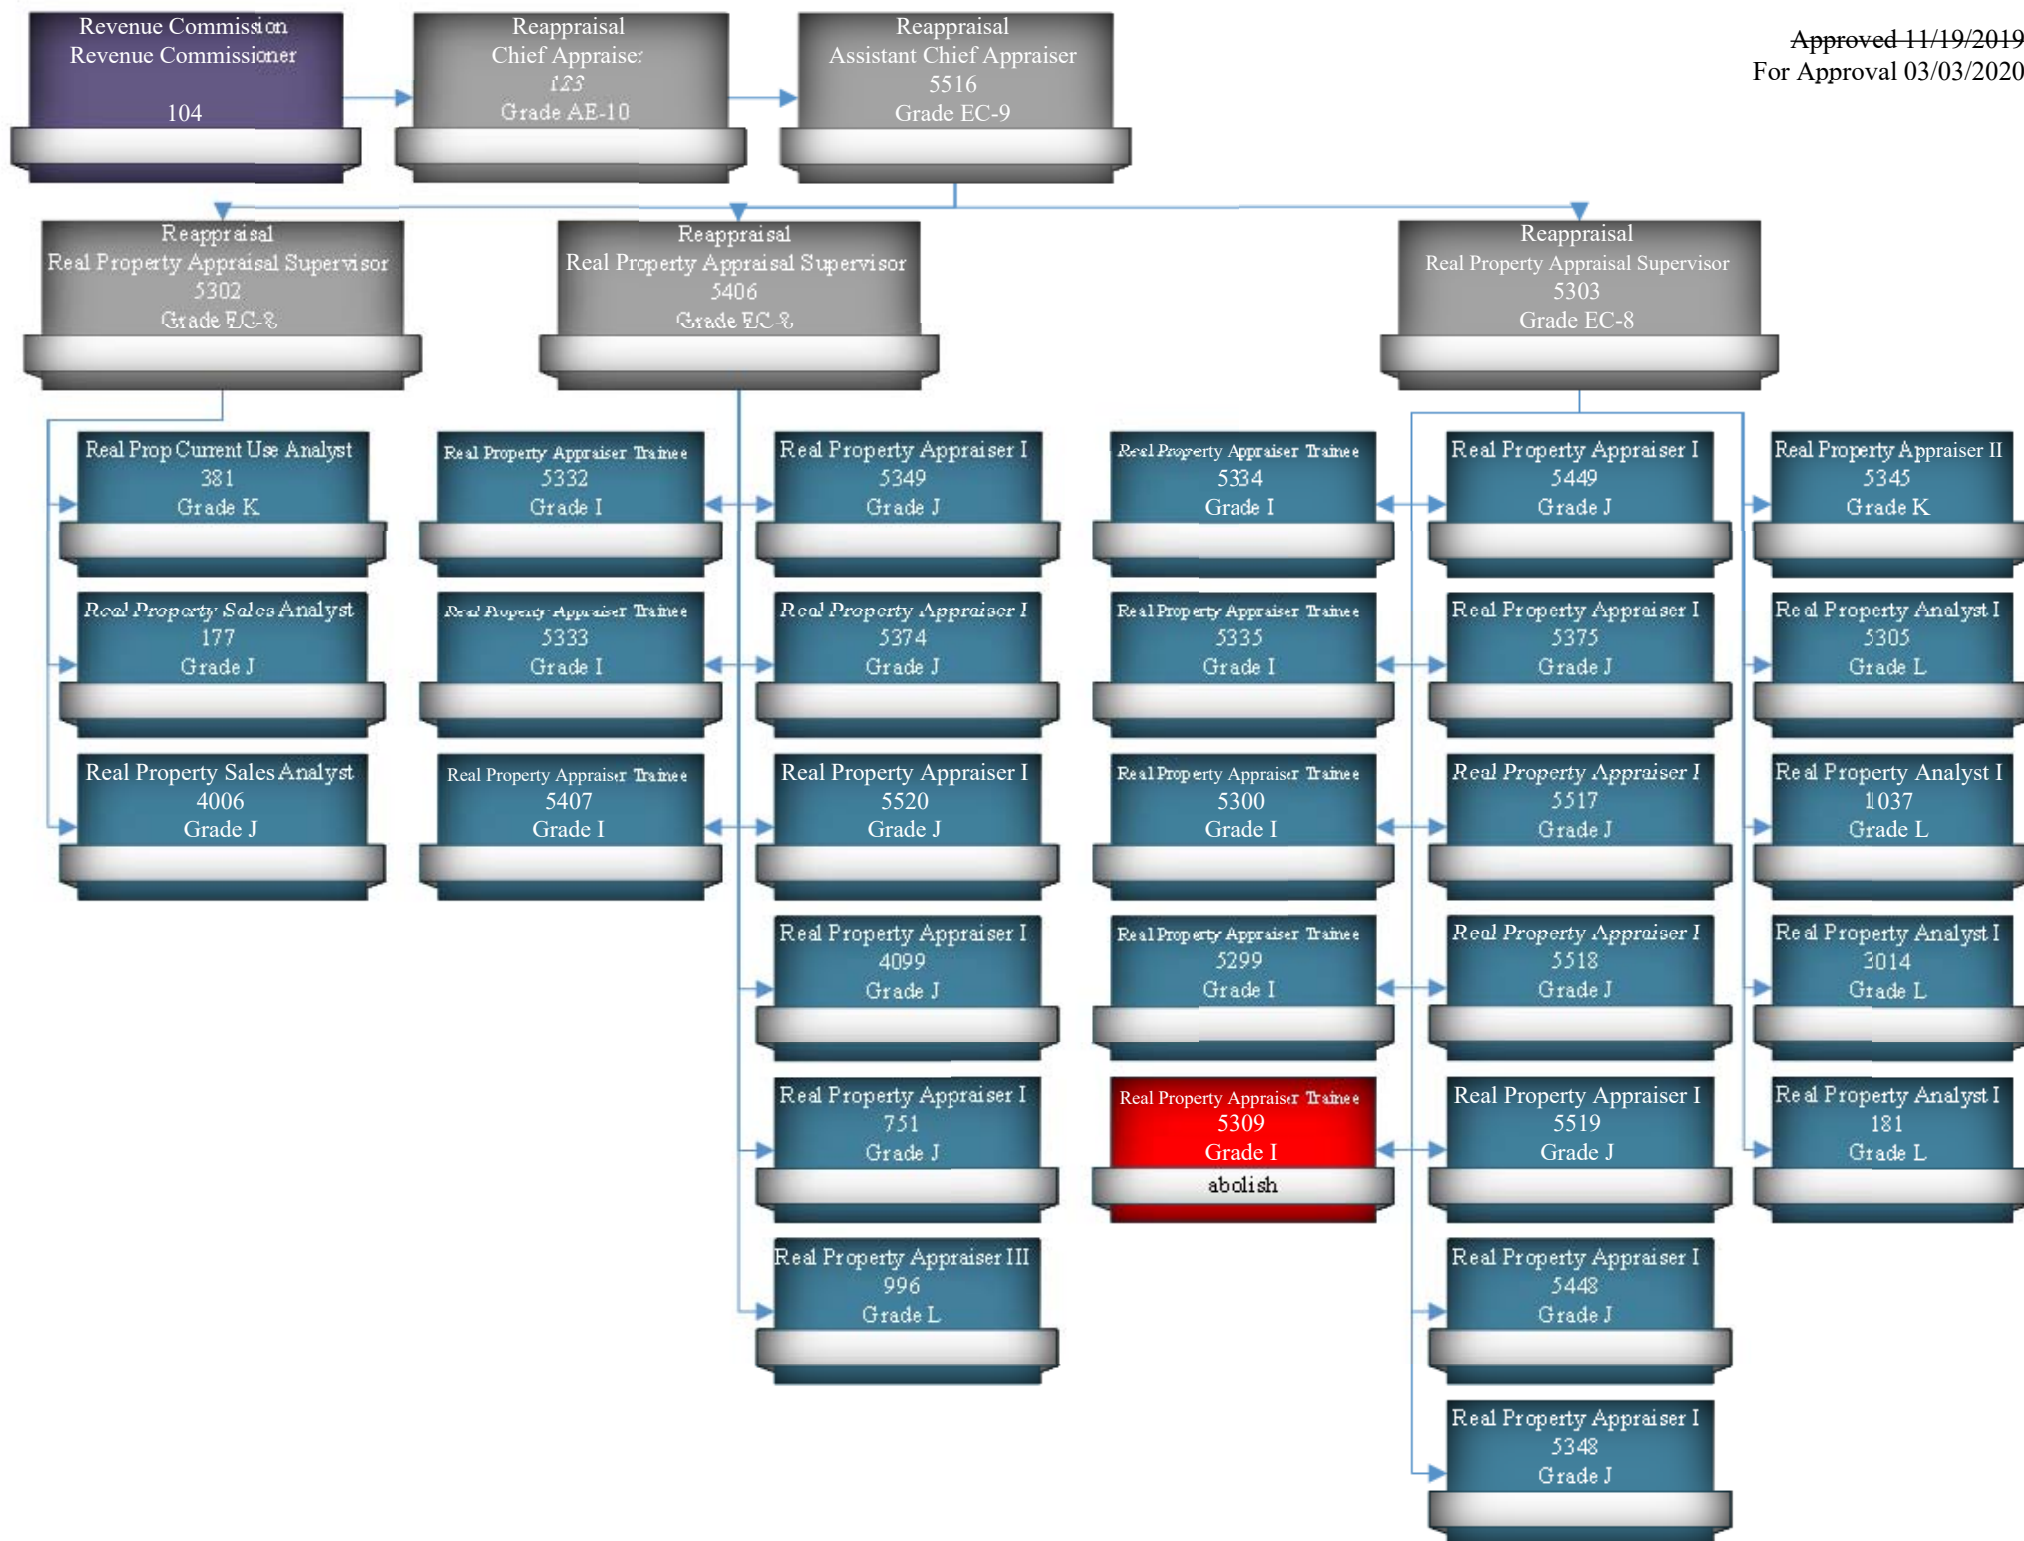 Revenue Commission
Revenue Commissioner
104
Reappraisal
Chief Appraiser
123
Grade AE-10
Reappraisal
Assistant Chief Appraiser
5516
Grade EC-9
Approved 11/19/2019
For Approval 03/03/2020
Reappraisal
Real Property Appraisal Supervisor
5302
Grade EC-8
Reappraisal
Real Property Appraisal Supervisor
5406
Grade EC-8
Reappraisal
Real Property Appraisal Supervisor
5303
Grade EC-8
Real Prop Current Use Analyst
381
Grade K
Real Property Appraiser Trainee
5332
Grade I
Real Property Appraiser I
5349
Grade J
Real Property Appraiser Trainee
5334
Grade I
Real Property Appraiser I
5449
Grade J
Real Property Appraiser II
5345
Grade K
Real Property Sales Analyst
177
Grade J
Real Property Appraiser Trainee
5333
Grade I
Real Property Appraiser I
5374
Grade J
Real Property Appraiser Trainee
5335
Grade I
Real Property Appraiser I
5375
Grade J
Real Property Analyst I
5305
Grade L
Real Property Sales Analyst
4006
Grade J
Real Property Appraiser Trainee
5407
Grade I
Real Property Appraiser I
5520
Grade J
Real Property Appraiser Trainee
5300
Grade I
Real Property Appraiser I
5517
Grade J
Real Property Analyst I
1037
Grade L
Real Property Appraiser I
4099
Grade J
Real Property Appraiser Trainee
5299
Grade I
Real Property Appraiser I
5518
Grade J
Real Property Analyst I
3014
Grade L
Real Property Appraiser I
751
Grade J
Real Property Appraiser Trainee
5309
Grade I
abolish
Real Property Appraiser I
5519
Grade J
Real Property Analyst I
181
Grade L
Real Property Appraiser III
996
Grade L
Real Property Appraiser I
5448
Grade J
Real Property Appraiser I
5348
Grade J